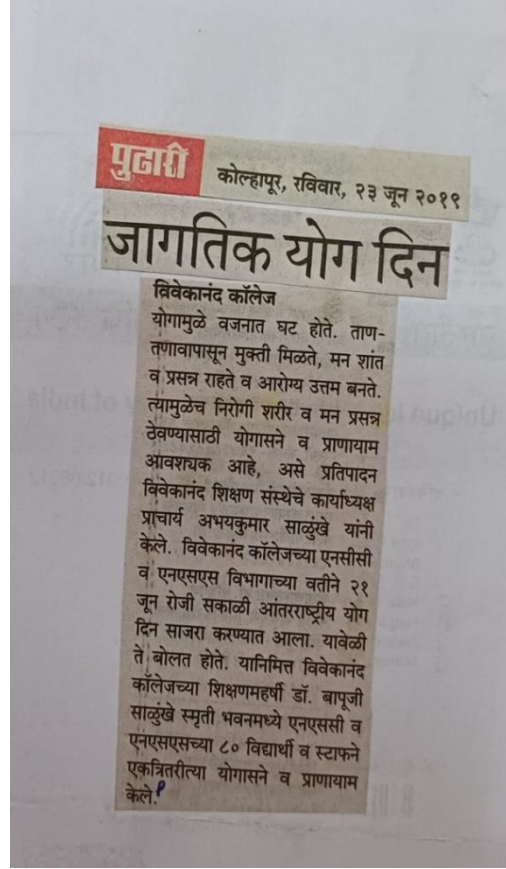 पुढारी
कोल्हापूर, रविवार, २३ जून २०१९
जागतिक योग दिन
विवेकानंद कॉलेज
योगामुळे वजनात घट होते. ताण-
तणावापासून मुक्ती मिळते, मन शांत
व प्रसन्न राहते व आरोग्य उत्तम बनते.
त्यामुळेच निरोगी शरीर व मन प्रसन्न
ठेवण्यासाठी योगासने व प्राणायाम
आवश्यक आहे, असे प्रतिपादन
विवेकानंद शिक्षण संस्थेचे कार्याध्यक्ष
प्राचार्य अभयकुमार साळुंखे यांनी
केले. विवेकानंद कॉलेजच्या एनसीसी
व एनएसएस विभागाच्या वतीने २१
जून रोजी सकाळी आंतरराष्ट्रीय योग
दिन साजरा करण्यात आला. यावेळी
ते बोलत होते. यानिमित्त विवेकानंद
कॉलेजच्या शिक्षणमहर्षी डॉ. बापूजी
साळुंखे स्मृती भवनमध्ये एनएससी व
एनएसएसच्या ८० विद्यार्थी व स्टाफने
एकत्रितरीत्या योगासने व प्राणायाम
केले.